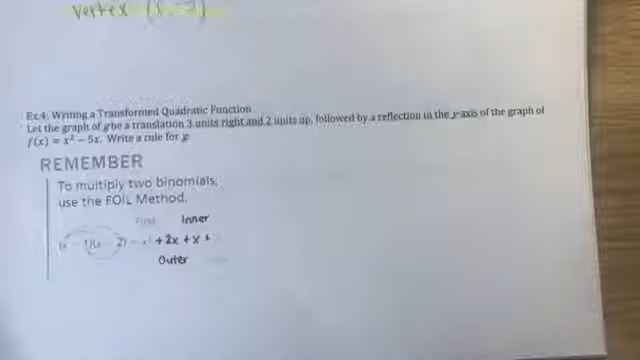 vertex
Ex 4: Writing a Transformed Quadratic Function
Let the graph of g be a translation 3 units right and 2 units up, followed by a reflection in the y-axis of the graph of
f(x) = x² − 5x. Write a rule for g.
REMEMBER
To multiply two binomials,
use the FOIL Method.
First Inner
+ 2x + x +
Outer